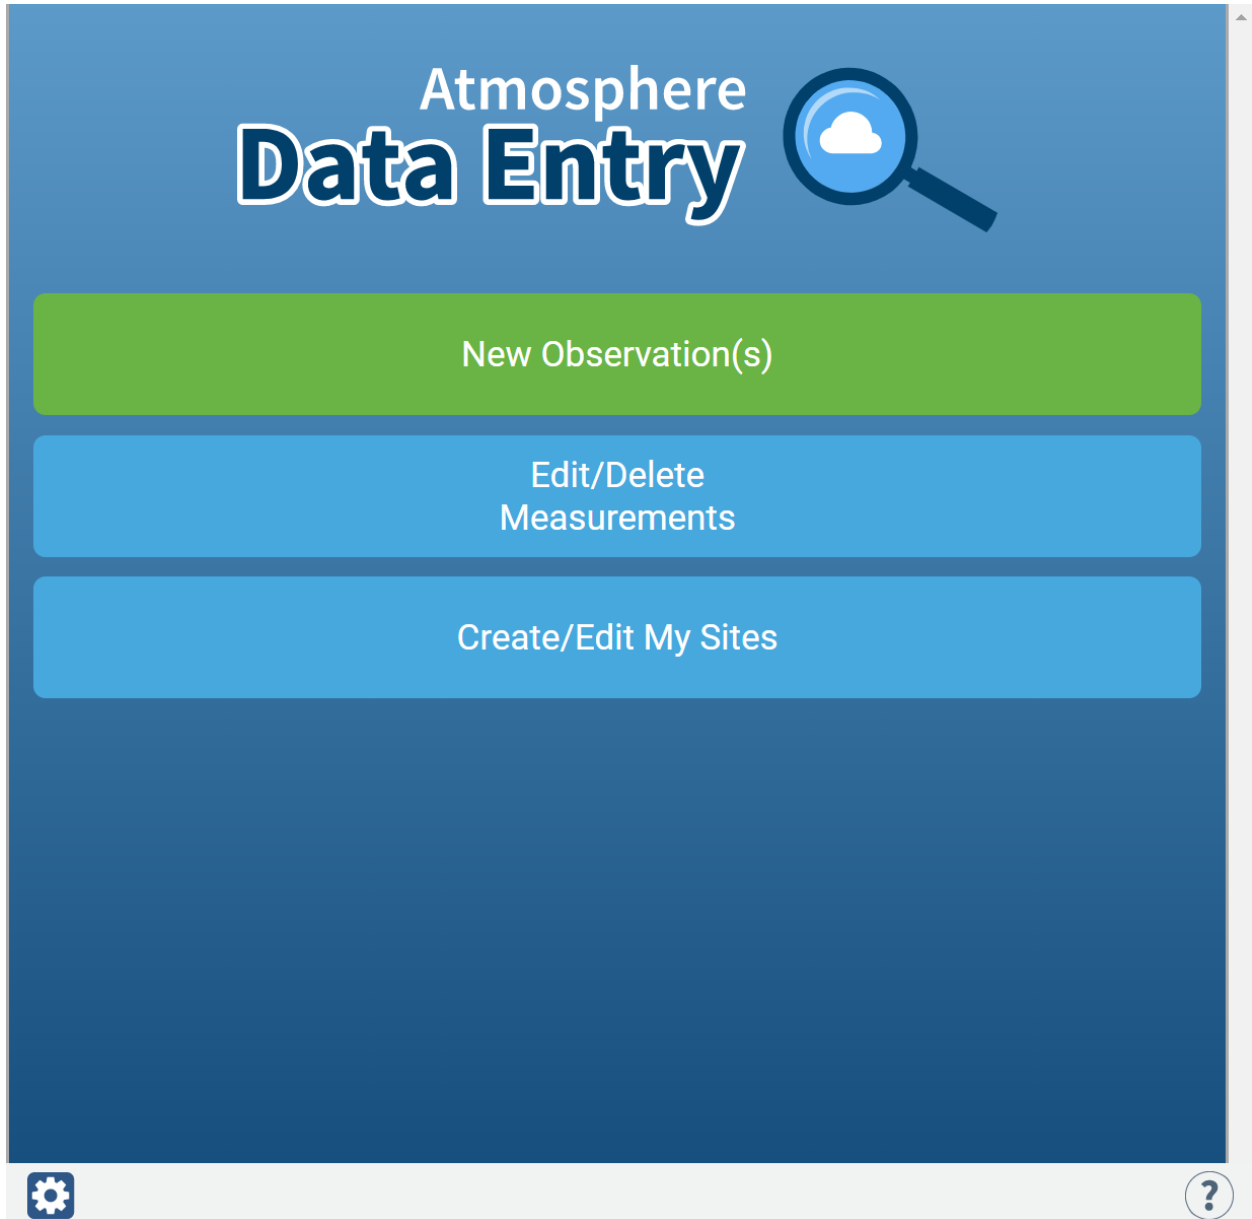 Atmosphere
Data Entry
New Observation(s)
Edit/Delete
Measurements
Create/Edit My Sites
?